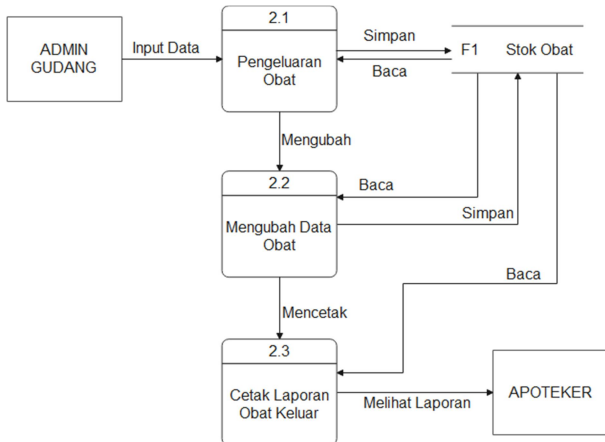 2.1
ADMIN
GUDANG
Input Data
Pengeluaran
Obat
Simpan
Baca
F1 Stok Obat
Mengubah
2.2
Baca
Mengubah Data
Obat
Simpan
Baca
Mencetak
2.3
Cetak Laporan
Obat Keluar
Melihat Laporan
APOTEKER